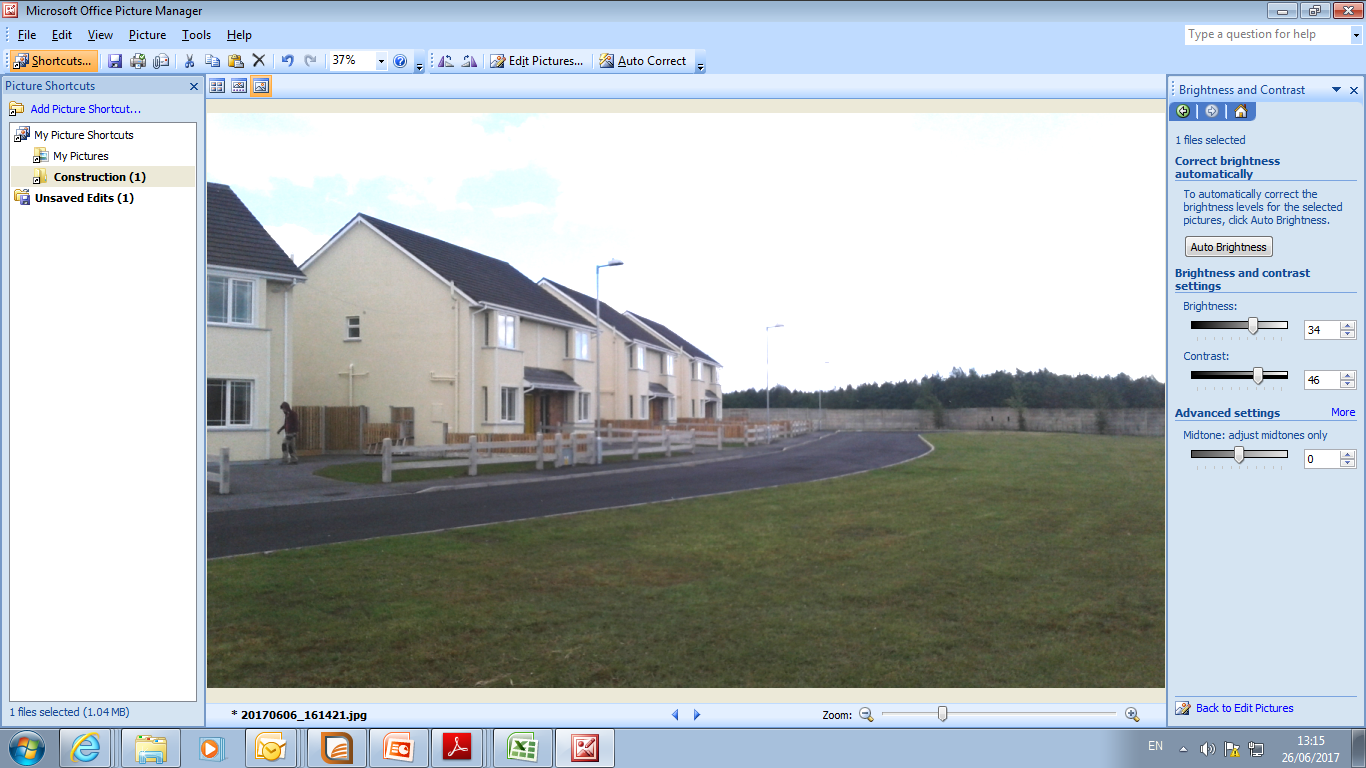 Microsoft Office Picture Manager
File Edit View Picture Tools Help
Type a question for help
Shortcuts... 37% Edit Pictures... Auto Correct
Picture Shortcuts
Add Picture Shortcut...
My Picture Shortcuts
My Pictures
Construction (1)
Unsaved Edits (1)
1 files selected (1.04 MB)
* 20170606_161421.jpg
Zoom:
Brightness and Contrast
1 files selected
Correct brightness
automatically
To automatically correct the
brightness levels for the selected
pictures, click Auto Brightness.
Auto Brightness
Brightness and contrast
settings
Brightness:
34
Contrast:
46
Advanced settings More
Midtone: adjust midtones only
0
Back to Edit Pictures
EN
13:15
26/06/2017